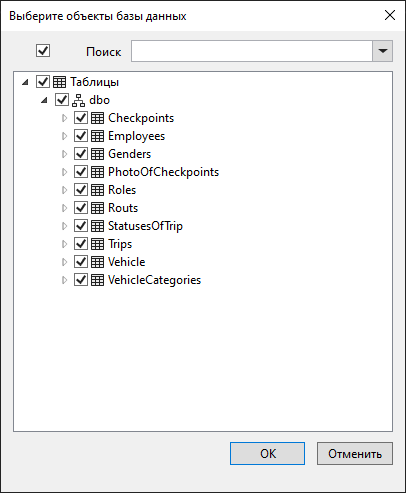 Выберите объекты базы данных
Поиск
Таблицы
dbo
Checkpoints
Employees
Genders
PhotoOfCheckpoints
Roles
Routs
StatusesOfTrip
Trips
Vehicle
VehicleCategories
OK Отменить